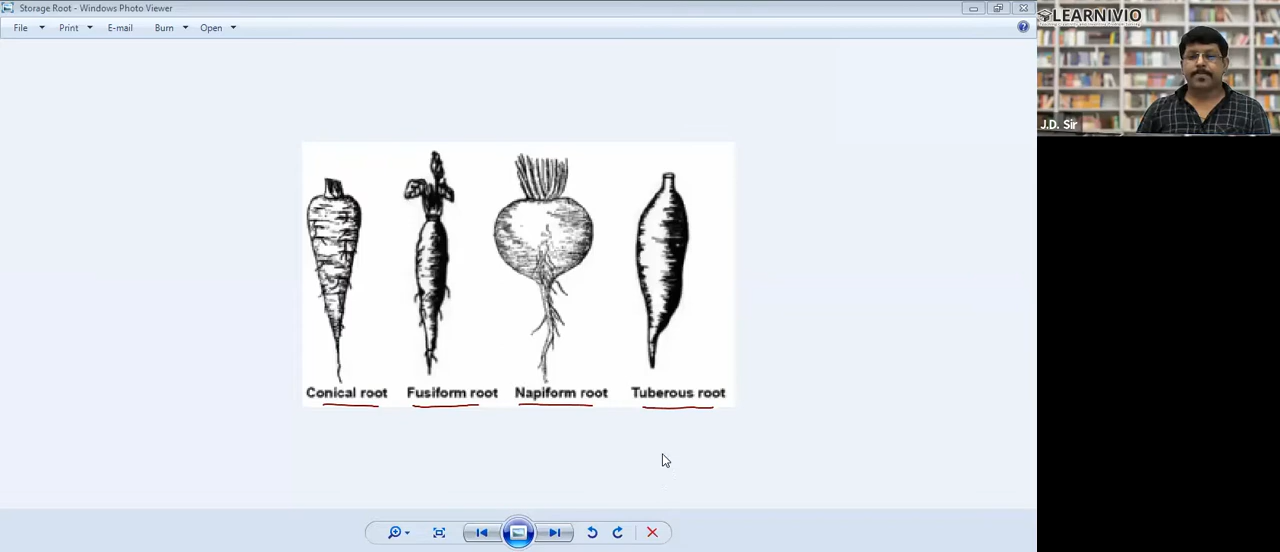 Storage Root - Windows Photo Viewer
File Print E-mail Burn Open
LEARNIVIO
J.D. Sir
Conical root Fusiform root Napiform root Tuberous root